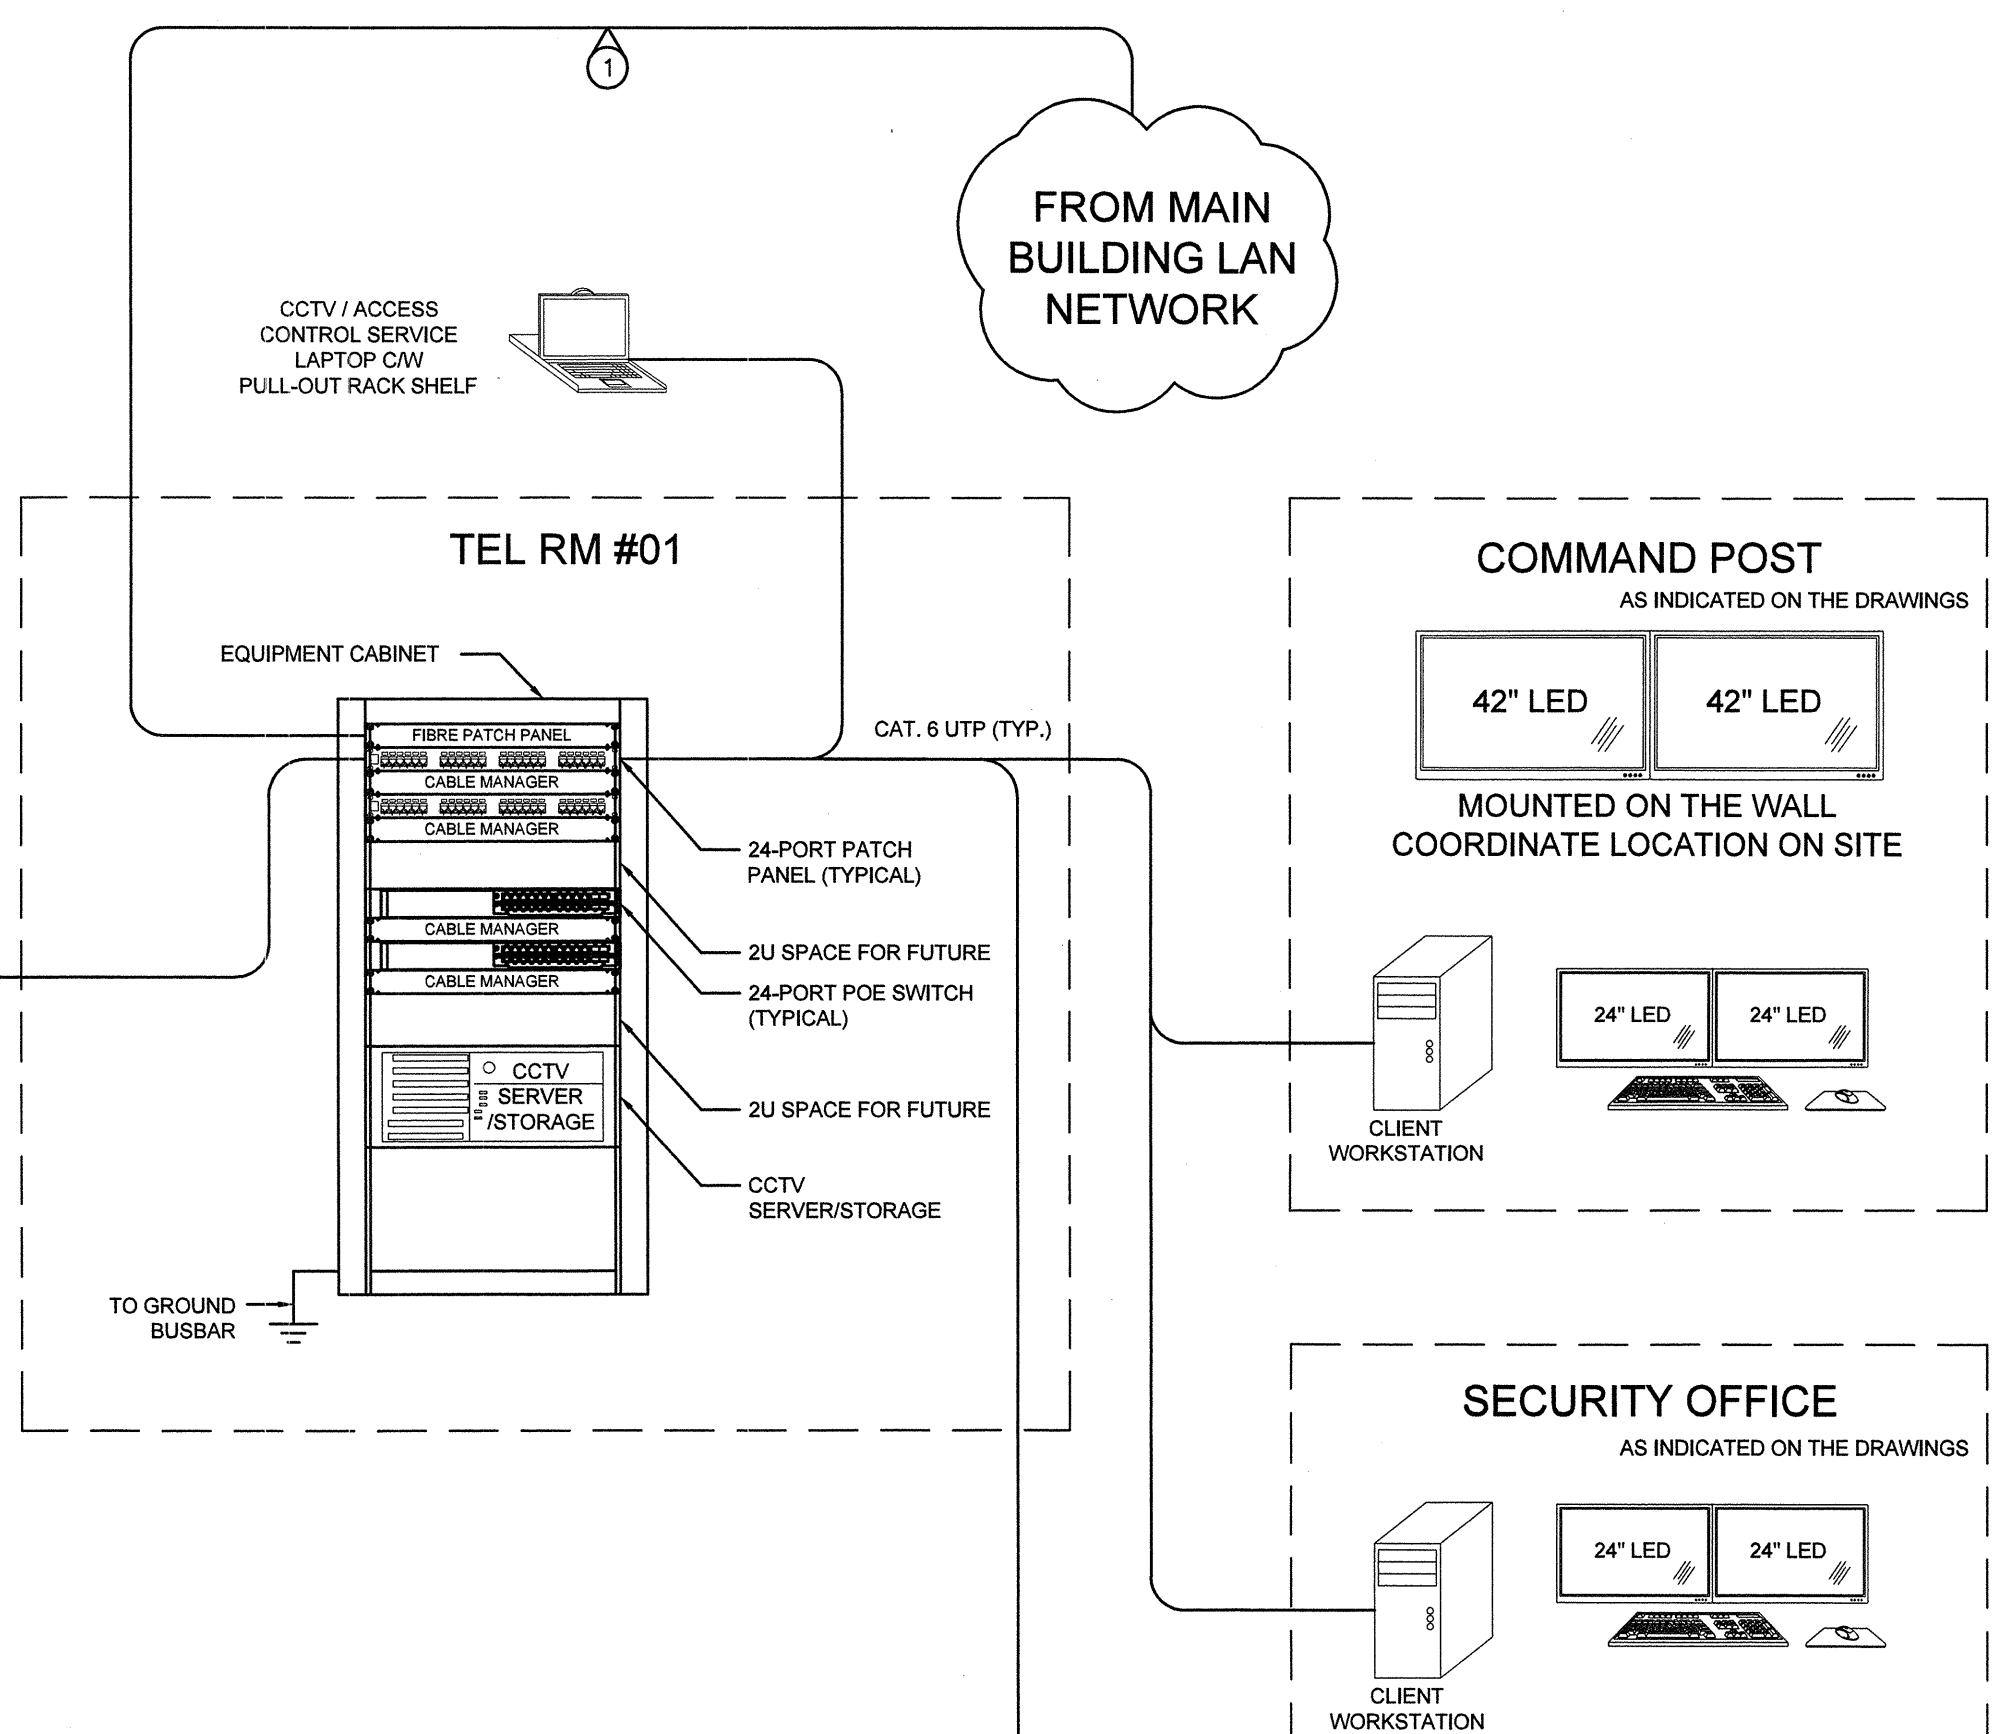 1
FROM MAIN
BUILDING LAN
NETWORK
CCTV / ACCESS
CONTROL SERVICE
LAPTOP C/W
PULL-OUT RACK SHELF
TEL RM #01
EQUIPMENT CABINET
FIBRE PATCH PANEL
CABLE MANAGER
CABLE MANAGER
CABLE MANAGER
CABLE MANAGER
CCTV
SERVER
/STORAGE
CAT. 6 UTP (TYP.)
24-PORT PATCH
PANEL (TYPICAL)
2U SPACE FOR FUTURE
24-PORT POE SWITCH
(TYPICAL)
2U SPACE FOR FUTURE
CCTV
SERVER/STORAGE
TO GROUND
BUSBAR
COMMAND POST
AS INDICATED ON THE DRAWINGS
42" LED
42" LED
MOUNTED ON THE WALL
COORDINATE LOCATION ON SITE
24" LED
24" LED
CLIENT
WORKSTATION
SECURITY OFFICE
AS INDICATED ON THE DRAWINGS
24" LED
24" LED
CLIENT
WORKSTATION